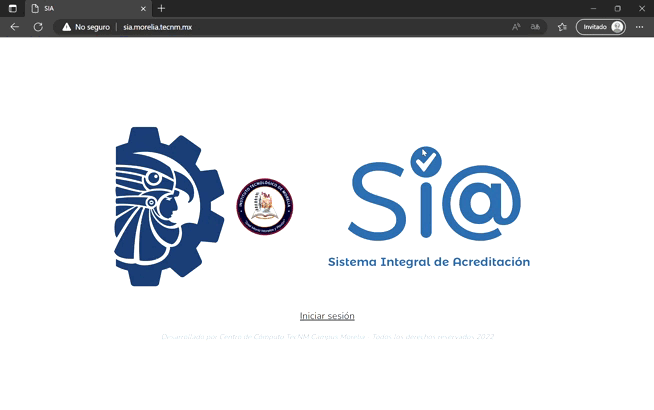 SIA
No seguro
sia.morelia.tecnm.mx
Invitado
INSTITUTO TECNOLÓGICO DE MORELIA
Si@
Sistema Integral de Acreditación
Iniciar sesión
Desarrollado por Centro de Cómputo TecNM Campus Morelia - Todos los derechos reservados 2022